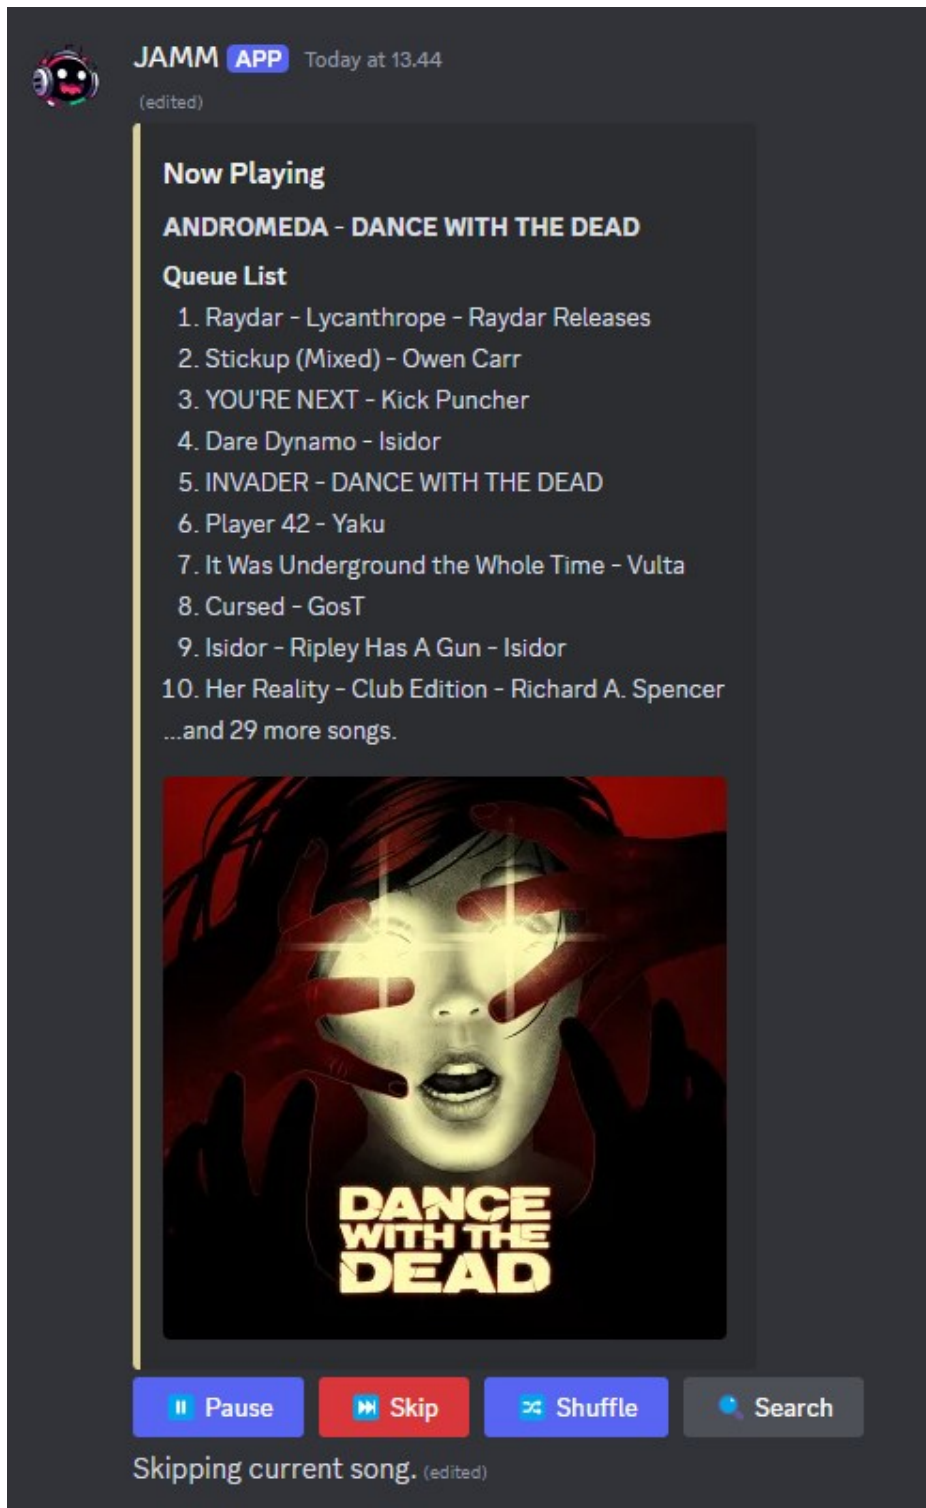 JAMM APP Today at 13.44
(edited)
Now Playing
ANDROMEDA - DANCE WITH THE DEAD
Queue List
1. Raydar - Lycanthrope - Raydar Releases
2. Stickup (Mixed) - Owen Carr
3. YOU'RE NEXT - Kick Puncher
4. Dare Dynamo - Isidor
5. INVADER - DANCE WITH THE DEAD
6. Player 42 - Yaku
7. It Was Underground the Whole Time - Vulta
8. Cursed - GosT
9. Isidor - Ripley Has A Gun - Isidor
10. Her Reality - Club Edition - Richard A. Spencer
...and 29 more songs.
DANCE
WITH THE
DEAD
Pause Skip Shuffle Search
Skipping current song. (edited)